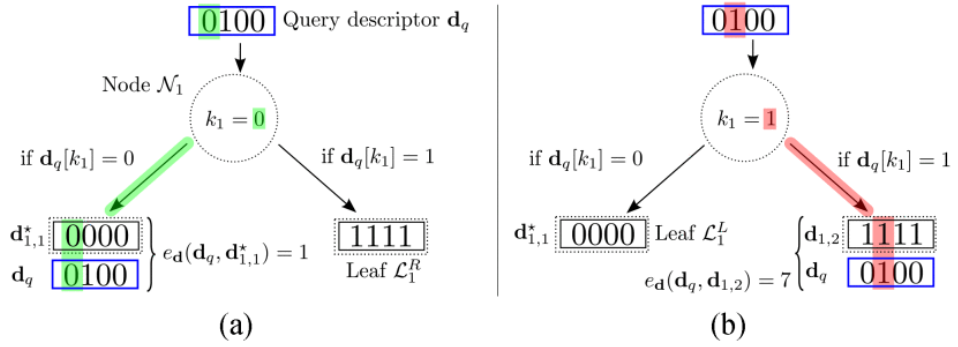 0100 Query descriptor d_q
Node 𝒩_1
k_1 = 0
if d_q[k_1] = 0
if d_q[k_1] = 1
d^⋆_{1,1} 0000
d_q 0100
e_d(d_q, d^⋆_{1,1}) = 1
1111
Leaf ℒ^R_1
(a)
0100
k_1 = 1
if d_q[k_1] = 0
if d_q[k_1] = 1
d^⋆_{1,1} 0000 Leaf ℒ^L_1
d_{1,2} 1111
e_d(d_q, d_{1,2}) = 7
d_q 0100
(b)